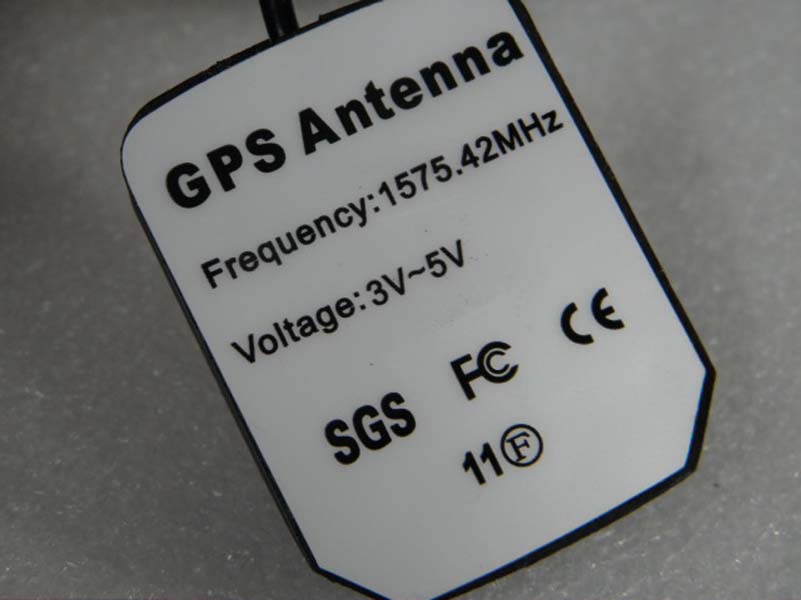 GPS Antenna
Frequency:1575.42MHz
Voltage:3V~5V
SGS FC CE
11Ⓕ